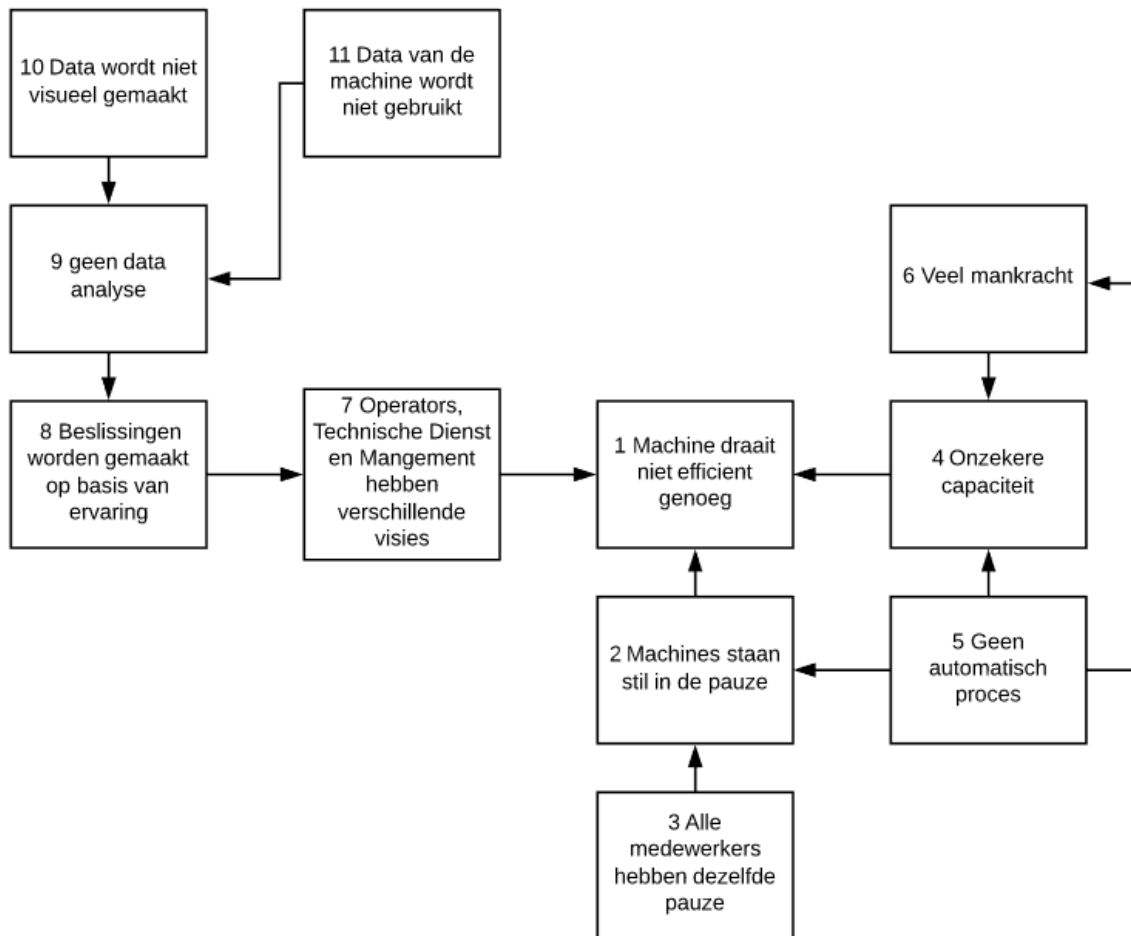 10 Data wordt niet
visueel gemaakt
11 Data van de
machine wordt
niet gebruikt
9 geen data
analyse
6 Veel mankracht
8 Beslissingen
worden gemaakt
op basis van
ervaring
7 Operators,
Technische Dienst
en Mangement
hebben
verschillende
visies
1 Machine draait
niet efficient
genoeg
4 Onzekere
capaciteit
2 Machines staan
stil in de pauze
5 Geen
automatisch
proces
3 Alle
medewerkers
hebben dezelfde
pauze